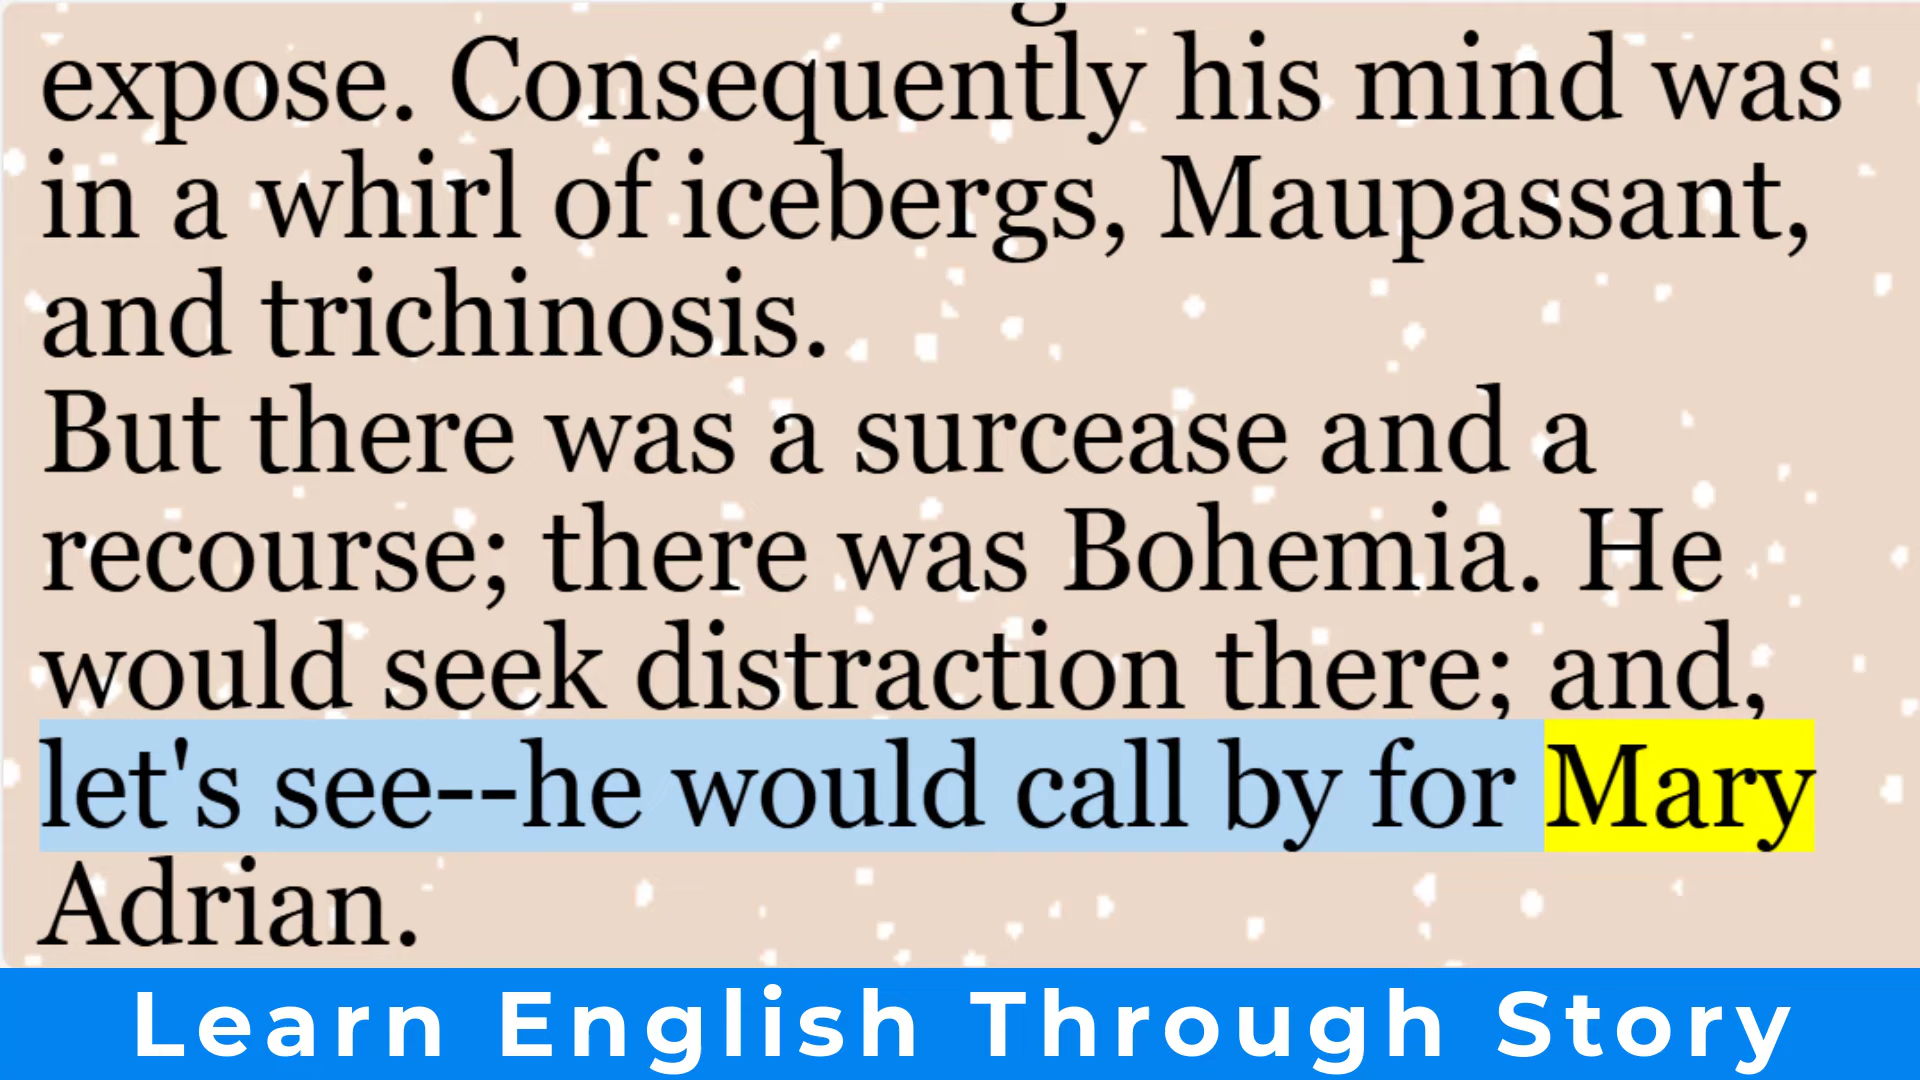 expose. Consequently his mind was
in a whirl of icebergs, Maupassant,
and trichinosis.
But there was a surcease and a
recourse; there was Bohemia. He
would seek distraction there; and,
let's see--he would call by for Mary
Adrian.
Learn English Through Story